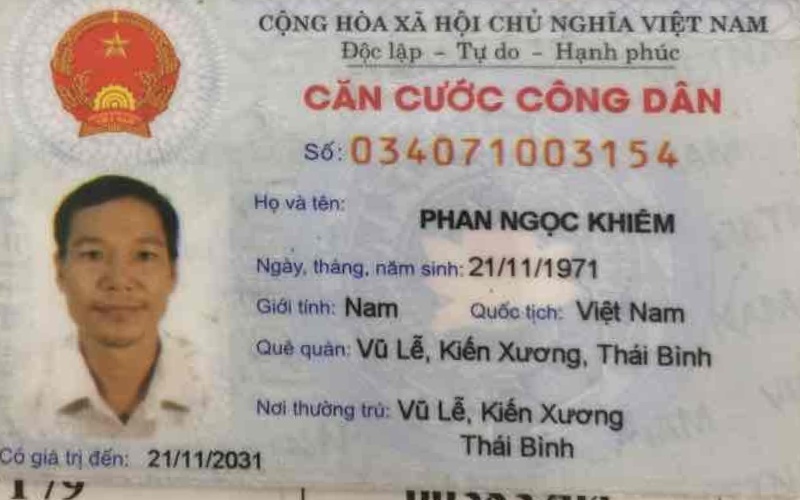 CỘNG HÒA XÃ HỘI CHỦ NGHĨA VIỆT NAM
Độc lập - Tự do - Hạnh phúc
CĂN CƯỚC CÔNG DÂN
Số: 034071003154
Họ và tên:
PHAN NGỌC KHIÊM
Ngày, tháng, năm sinh: 21/11/1971
Giới tính: Nam Quốc tịch: Việt Nam
Quê quán: Vũ Lễ, Kiến Xương, Thái Bình
Nơi thường trú: Vũ Lễ, Kiến Xương
Thái Bình
Có giá trị đến: 21/11/2031